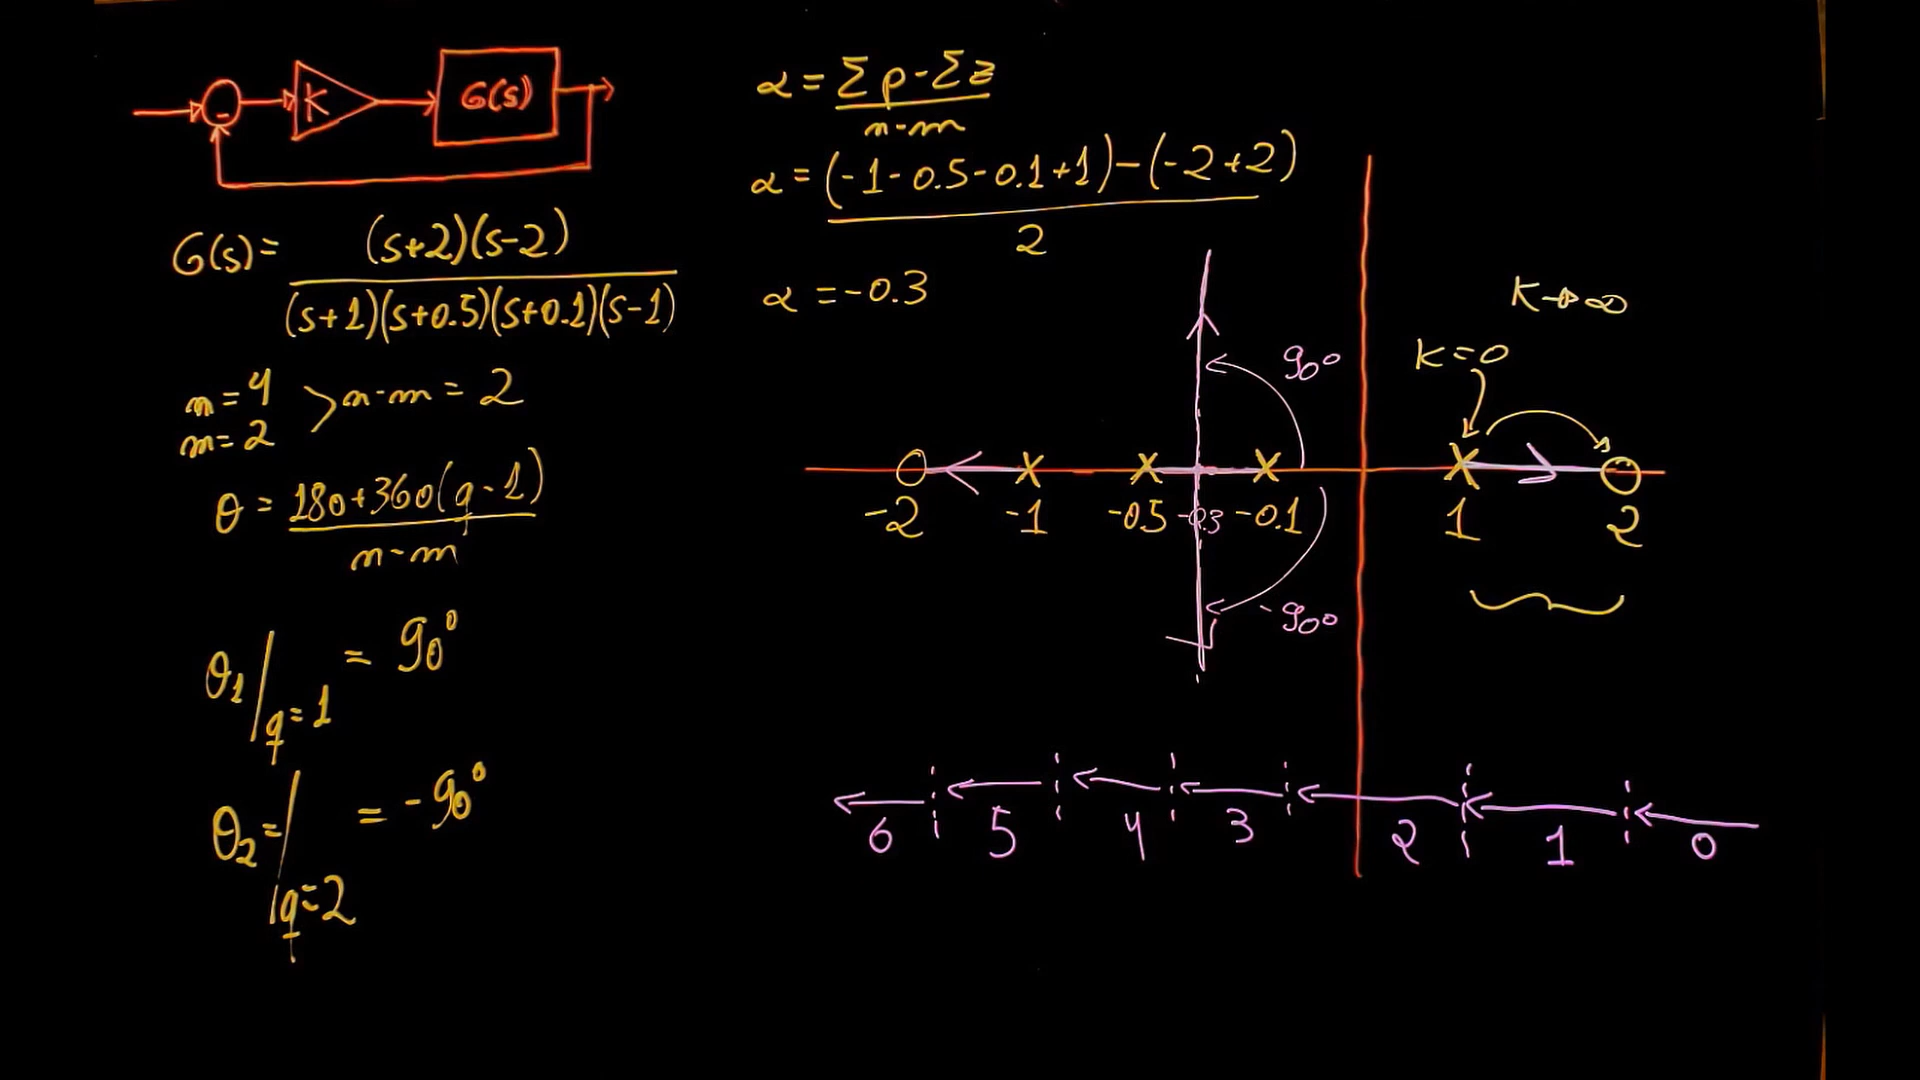 K
G(s)
G(s) = (s+2)(s-2)
(s+1)(s+0.5)(s+0.1)(s-1)
n = 4
m = 2
> n-m = 2
θ = 180+360(q-1)
n-m
θ1/q=1 = 90°
θ2=/q=2 = -90°
α = Σp-Σz
n-m
α = (-1-0.5-0.1+1)-(-2+2)
2
α = -0.3
K→∞
K=0
90°
-2 -1 -0.5 -0.3 -0.1 1 2
-90°
6 5 4 3 2 1 0